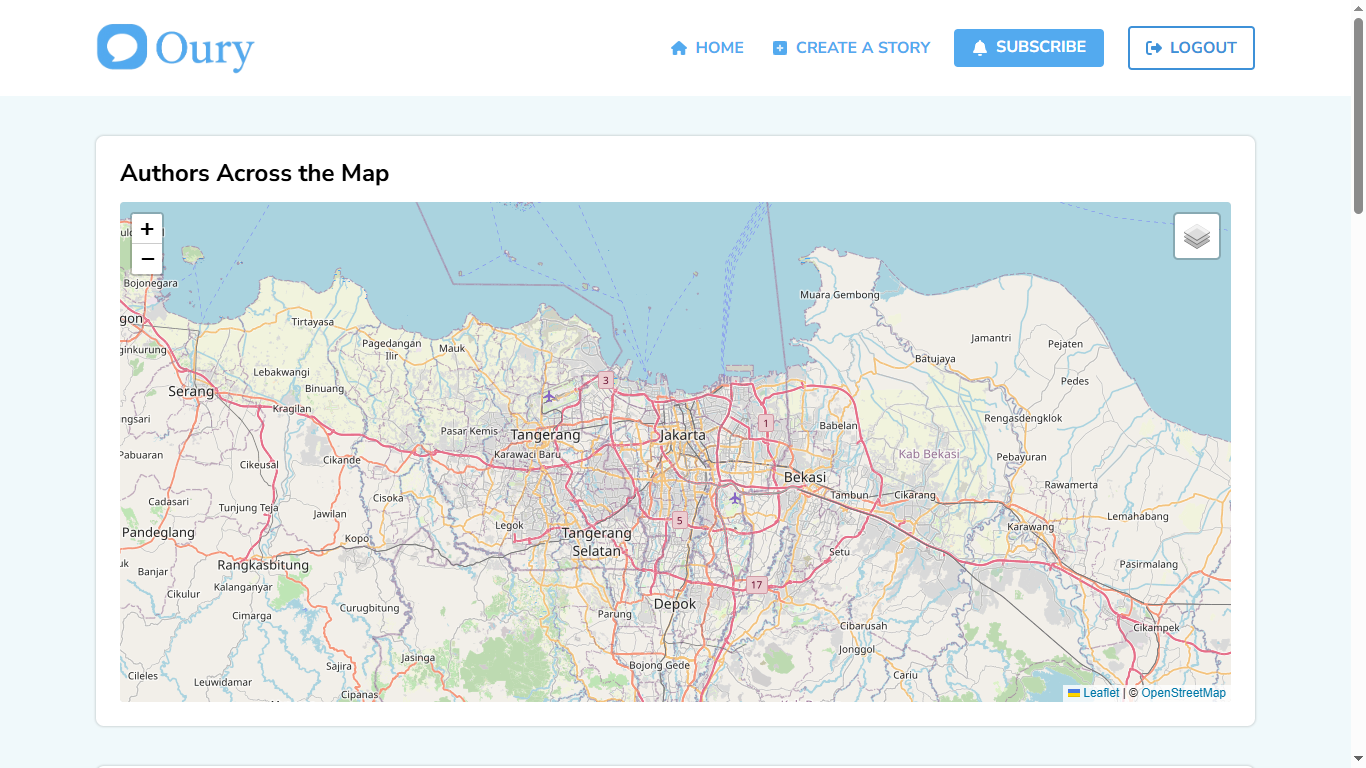 Oury
HOME
CREATE A STORY
SUBSCRIBE
LOGOUT
Authors Across the Map
+
−
Bojonegara
Muara Gembong
gon
Tirtayasa
Pagedangan
Ilir
Mauk
Jamantri
Pejaten
ginkurung
Batujaya
Lebakwangi
Serang
Binuang
3
Pedes
Kragilan
ngsari
1
Rengasdengklok
Pasar Kemis
Tangerang
Jakarta
Babelan
Pabuaran
Cikeusal
Cikande
Karawaci Baru
Kab Bekasi
Pebayuran
Bekasi
Rawamerta
Cadasari
Cisoka
Tambun
Cikarang
Tunjung Teja
Jawilan
Legok
5
Karawang
Lemahabang
Pandeglang
Kopo
Tangerang
Selatan
Setu
uk
Banjar
Rangkasbitung
Pasirmalang
Cikulur
Kalanganyar
17
Cimarga
Curugbitung
Parung
Depok
Cibarusah
Cikampek
Jonggol
Sajira
Jasinga
Bojong Gede
Cileles
Leuwidamar
Cipanas
Cariu
Leaflet | © OpenStreetMap